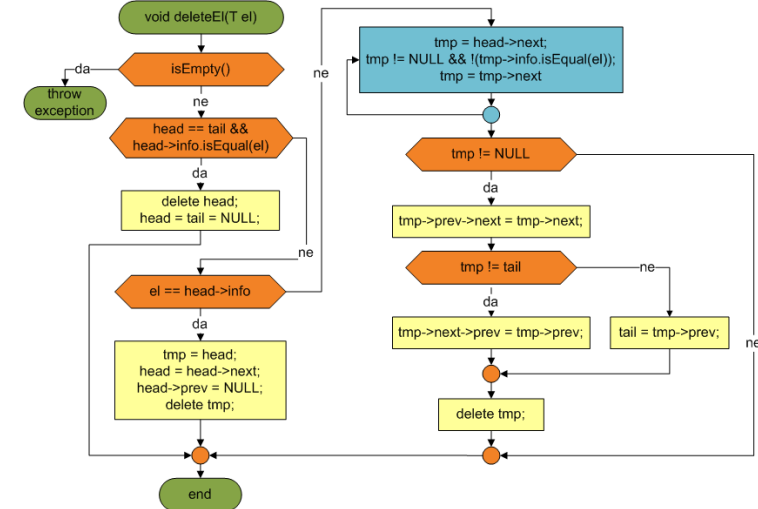 void deleteEl(T el)
isEmpty()
da
throw
exception
ne
head == tail &&
head->info.isEqual(el)
da
delete head;
head = tail = NULL;
ne
el == head->info
ne
da
tmp = head;
head = head->next;
head->prev = NULL;
delete tmp;
end
tmp = head->next;
tmp != NULL && !(tmp->info.isEqual(el));
tmp = tmp->next
tmp != NULL
da
ne
tmp->prev->next = tmp->next;
tmp != tail
ne
da
tmp->next->prev = tmp->prev;
tail = tmp->prev;
delete tmp;